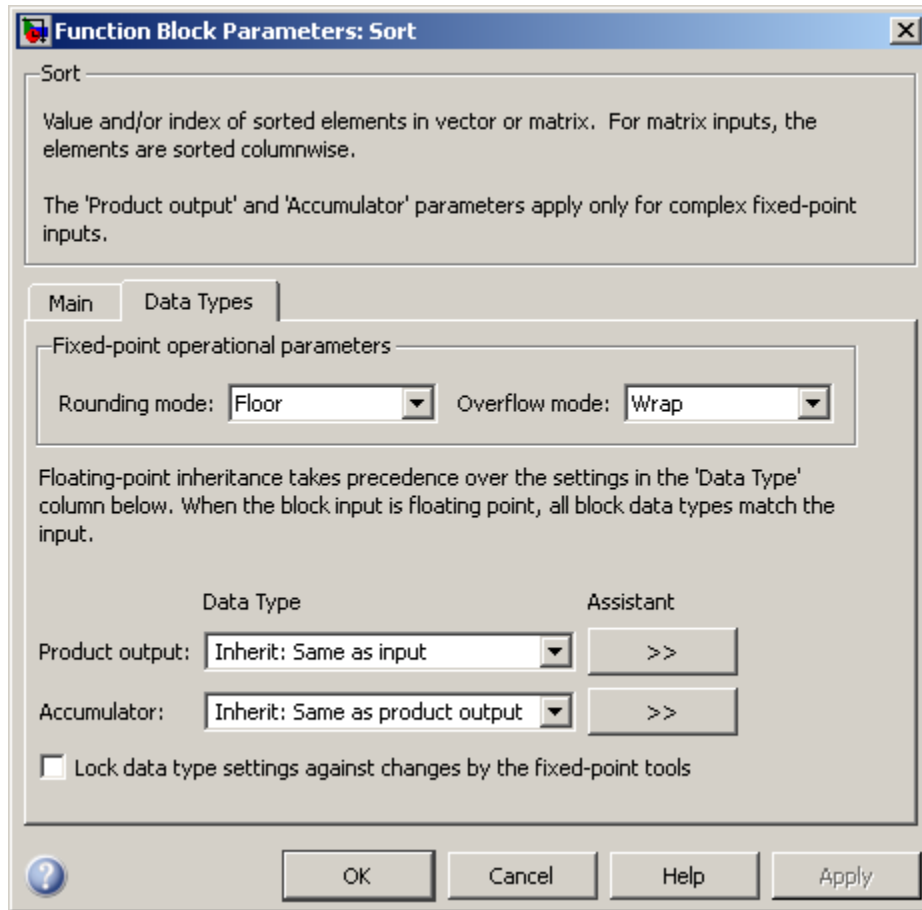 Function Block Parameters: Sort
Sort
Value and/or index of sorted elements in vector or matrix. For matrix inputs, the
elements are sorted columnwise.
The 'Product output' and 'Accumulator' parameters apply only for complex fixed-point
inputs.
Main Data Types
Fixed-point operational parameters
Rounding mode: Floor Overflow mode: Wrap
Floating-point inheritance takes precedence over the settings in the 'Data Type'
column below. When the block input is floating point, all block data types match the
input.
Data Type Assistant
Product output: Inherit: Same as input >>
Accumulator: Inherit: Same as product output >>
Lock data type settings against changes by the fixed-point tools
? OK Cancel Help Apply